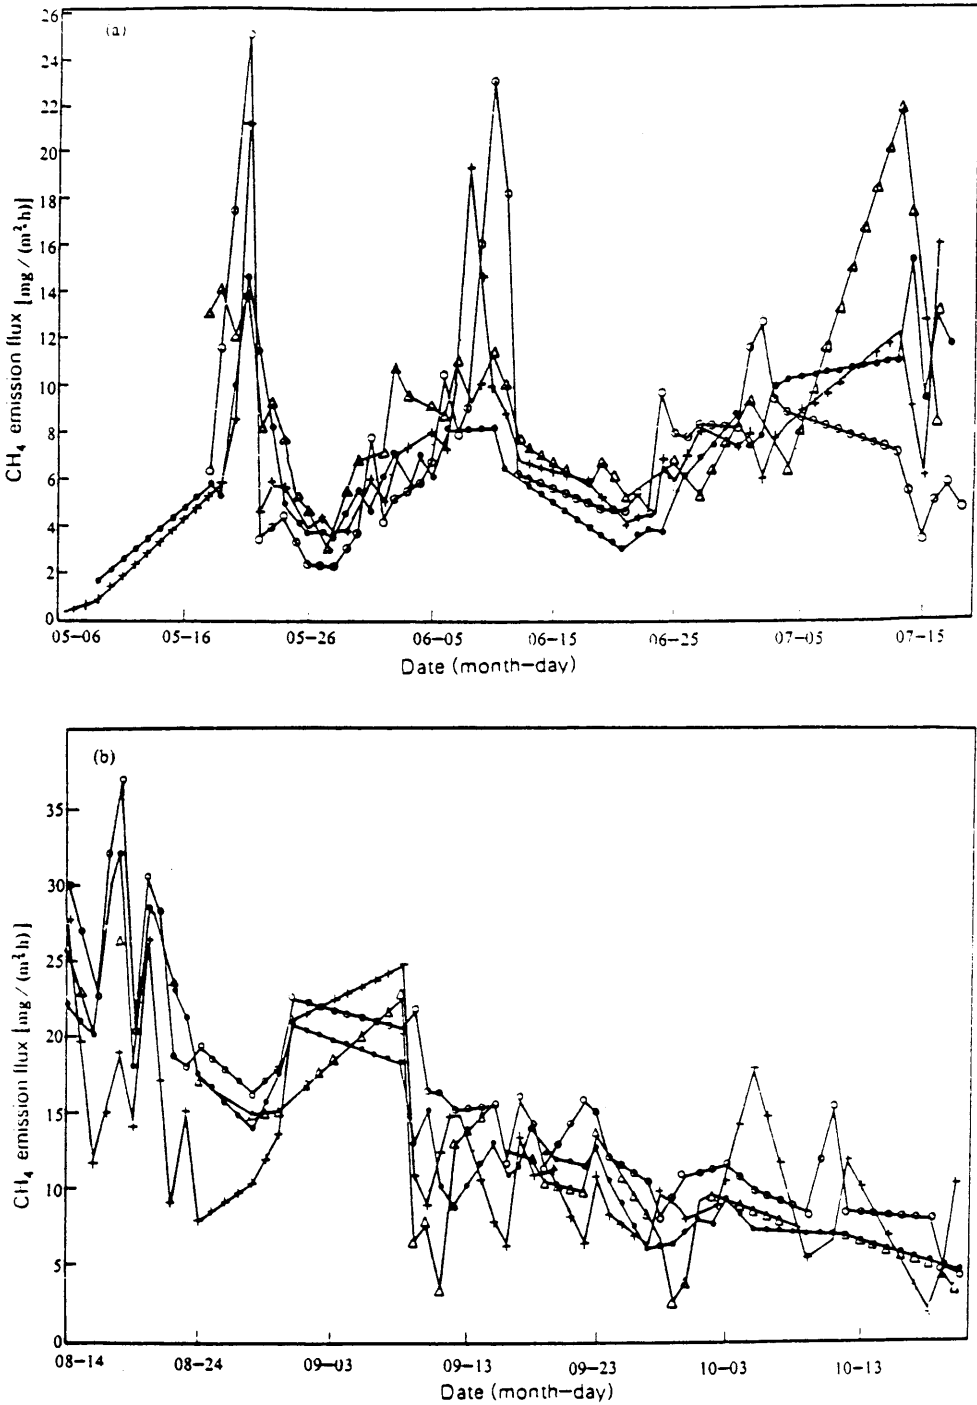 (a)
26
24
22
20
18
16
14
12
10
8
6
4
2
0
CH₄ emission flux [mg / (m²h)]
05-06 05-16 05-26 06-05 06-15 06-25 07-05 07-15
Date (month-day)
(b)
35
30
25
20
15
10
5
0
CH₄ emission flux [mg / (m²h)]
08-14 08-24 09-03 09-13 09-23 10-03 10-13
Date (month-day)